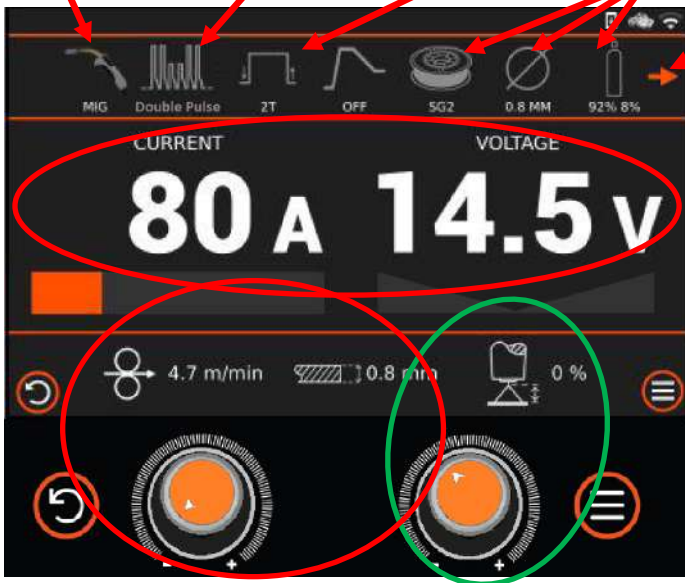 MIG Double Pulse 2T OFF SG2 0.8 MM 92% 8%
CURRENT VOLTAGE
80 A 14.5 V
4.7 m/min 0.8 mm 0 %
- + - +